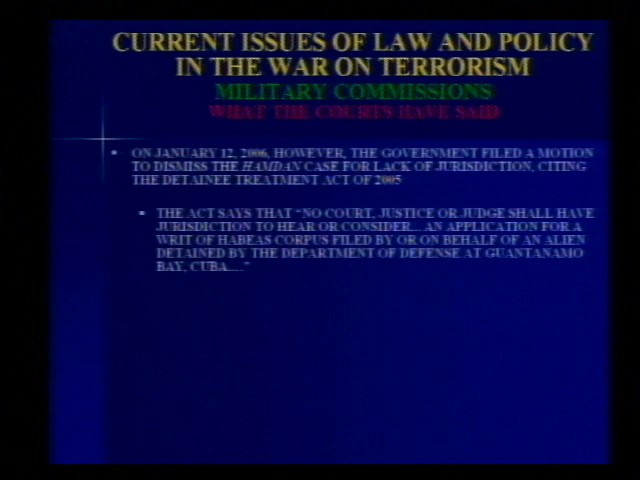 CURRENT ISSUES OF LAW AND POLICY
IN THE WAR ON TERRORISM
MILITARY COMMISSIONS
WHAT THE COURTS HAVE SAID
ON JANUARY 12, 2006, HOWEVER, THE GOVERNMENT FILED A MOTION
TO DISMISS THE HAMDAN CASE FOR LACK OF JURISDICTION, CITING
THE DETAINEE TREATMENT ACT OF 2005
THE ACT SAYS THAT "NO COURT, JUSTICE OR JUDGE SHALL HAVE
JURISDICTION TO HEAR OR CONSIDER... AN APPLICATION FOR A
WRIT OF HABEAS CORPUS FILED BY OR ON BEHALF OF AN ALIEN
DETAINED BY THE DEPARTMENT OF DEFENSE AT GUANTANAMO
BAY, CUBA...."